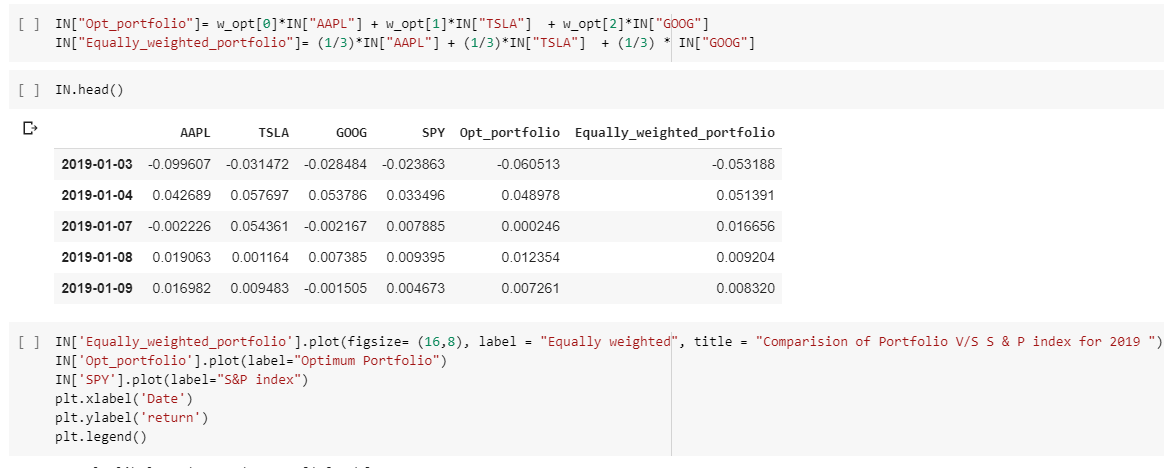 [ ] IN["Opt_portfolio"]= w_opt[0]*IN["AAPL"] + w_opt[1]*IN["TSLA"]  + w_opt[2]*IN["GOOG"]
IN["Equally_weighted_portfolio"]= (1/3)*IN["AAPL"] + (1/3)*IN["TSLA"]  + (1/3) * IN["GOOG"]
[ ] IN.head()
AAPL TSLA GOOG SPY Opt_portfolio Equally_weighted_portfolio
2019-01-03 -0.099607 -0.031472 -0.028484 -0.023863 -0.060513 -0.053188
2019-01-04 0.042689 0.057697 0.053786 0.033496 0.048978 0.051391
2019-01-07 -0.002226 0.054361 -0.002167 0.007885 0.000246 0.016656
2019-01-08 0.019063 0.001164 0.007385 0.009395 0.012354 0.009204
2019-01-09 0.016982 0.009483 -0.001505 0.004673 0.007261 0.008320
[ ] IN['Equally_weighted_portfolio'].plot(figsize= (16,8), label = "Equally weighted", title = "Comparision of Portfolio V/S S & P index for 2019 ")
IN['Opt_portfolio'].plot(label="Optimum Portfolio")
IN['SPY'].plot(label="S&P index")
plt.xlabel('Date')
plt.ylabel('return')
plt.legend()